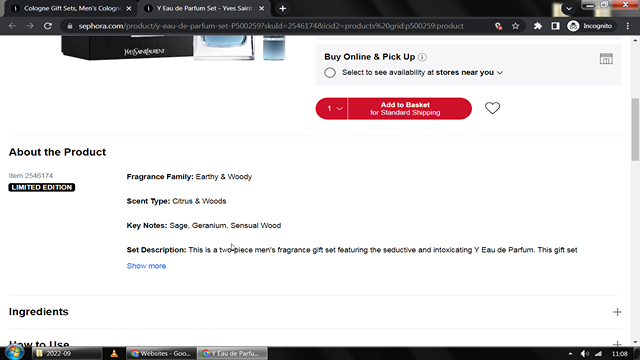 Cologne Gift Sets, Men's Cologne
Y Eau de Parfum Set - Yves Saint
sephora.com/product/y-eau-de-parfum-set-P500259?skuId=2546174&icid2=products%20grid:p500259:product
Incognito
YVES SAINT LAURENT
Buy Online & Pick Up
Select to see availability at stores near you
1
Add to Basket
for Standard Shipping
About the Product
Item 2546174
LIMITED EDITION
Fragrance Family: Earthy & Woody
Scent Type: Citrus & Woods
Key Notes: Sage, Geranium, Sensual Wood
Set Description: This is a two-piece men's fragrance gift set featuring the seductive and intoxicating Y Eau de Parfum. This gift set
Show more
Ingredients
How to Use
2022-09
Websites - Goo...
Y Eau de Parfu...
11:08